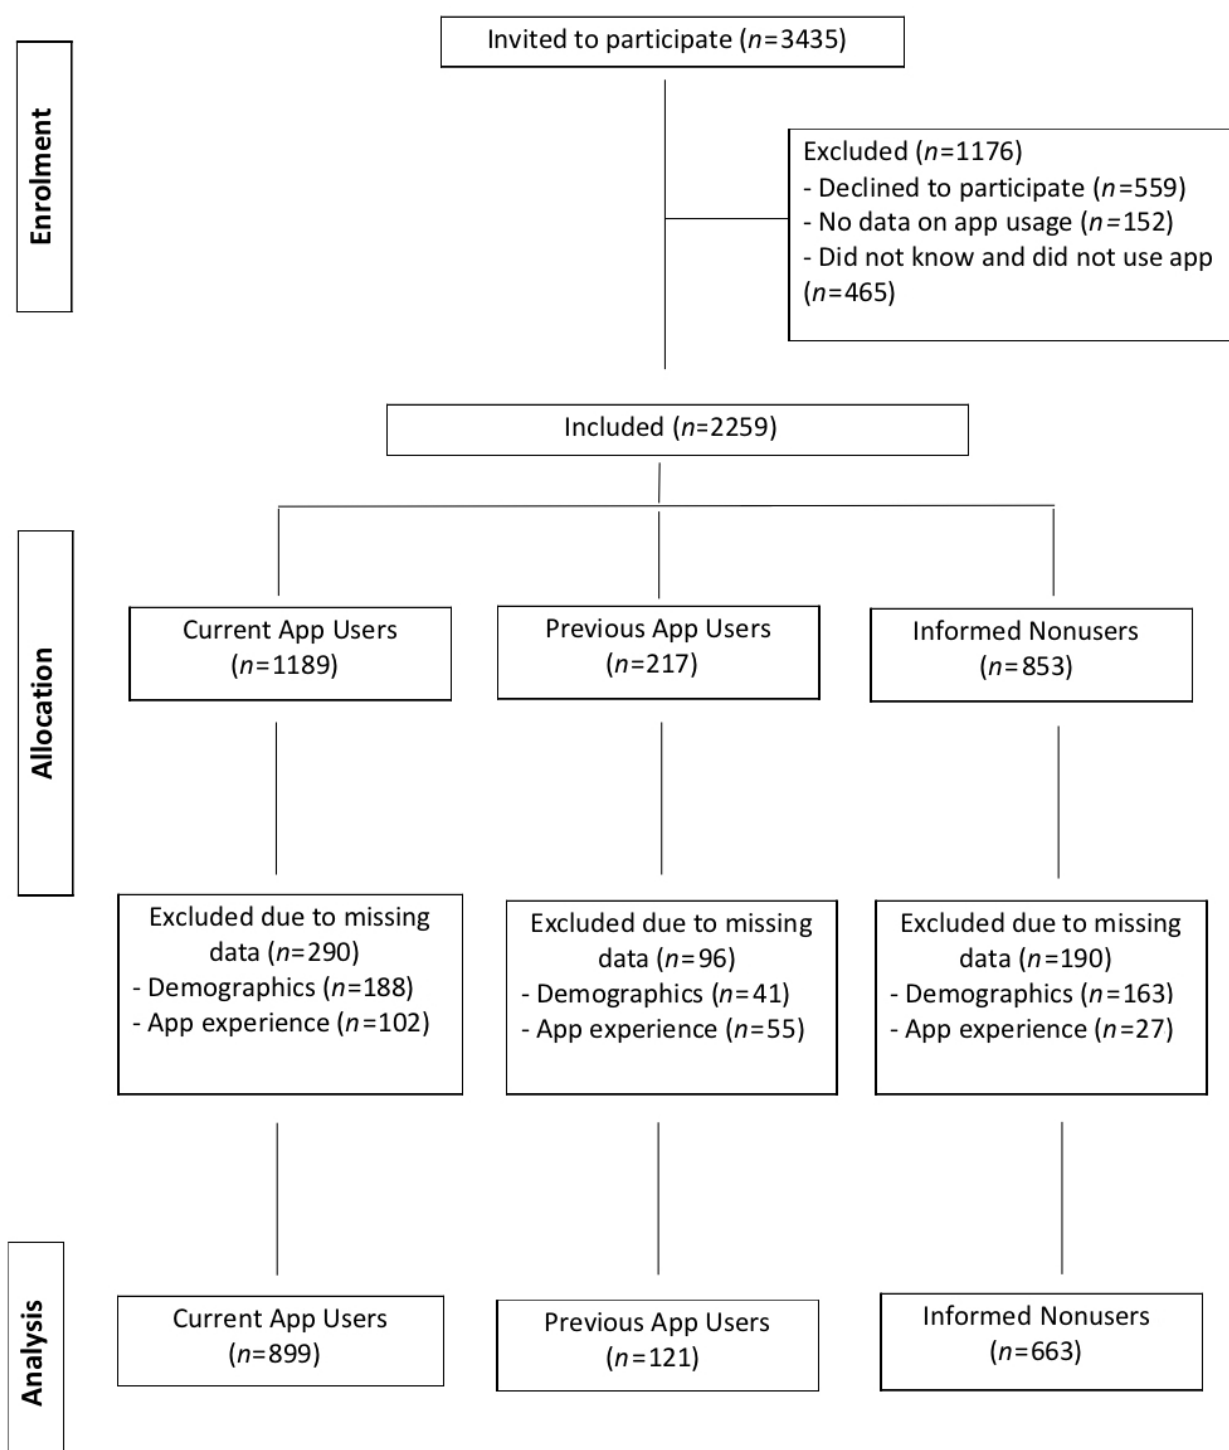 Invited to participate (n=3435)
Enrolment
Excluded (n=1176)
- Declined to participate (n=559)
- No data on app usage (n=152)
- Did not know and did not use app
(n=465)
Included (n=2259)
Allocation
Current App Users
(n=1189)
Previous App Users
(n=217)
Informed Nonusers
(n=853)
Excluded due to missing
data (n=290)
- Demographics (n=188)
- App experience (n=102)
Excluded due to missing
data (n=96)
- Demographics (n=41)
- App experience (n=55)
Excluded due to missing
data (n=190)
- Demographics (n=163)
- App experience (n=27)
Analysis
Current App Users
(n=899)
Previous App Users
(n=121)
Informed Nonusers
(n=663)